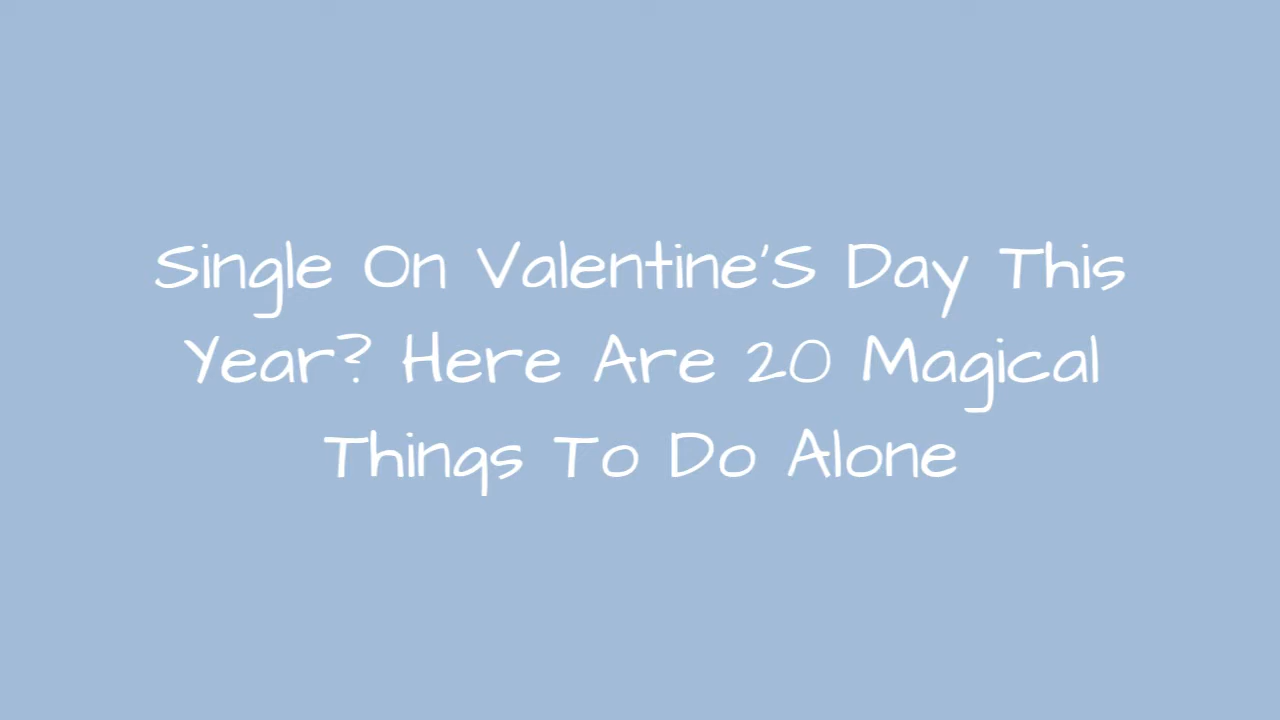 Single On Valentine'S Day This
Year? Here Are 20 Magical
Things To Do Alone